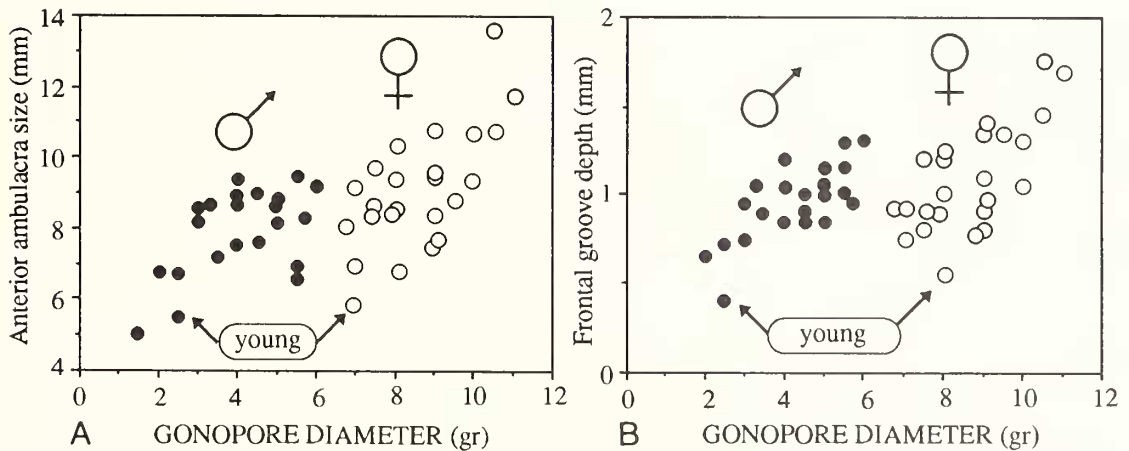 Anterior ambulacra size (mm)
14
12
10
8
6
4
0 2 4 6 8 10 12
young
A GONOPORE DIAMETER (gr)
Frontal groove depth (mm)
2
1
0
2 4 6 8 10 12
young
B GONOPORE DIAMETER (gr)